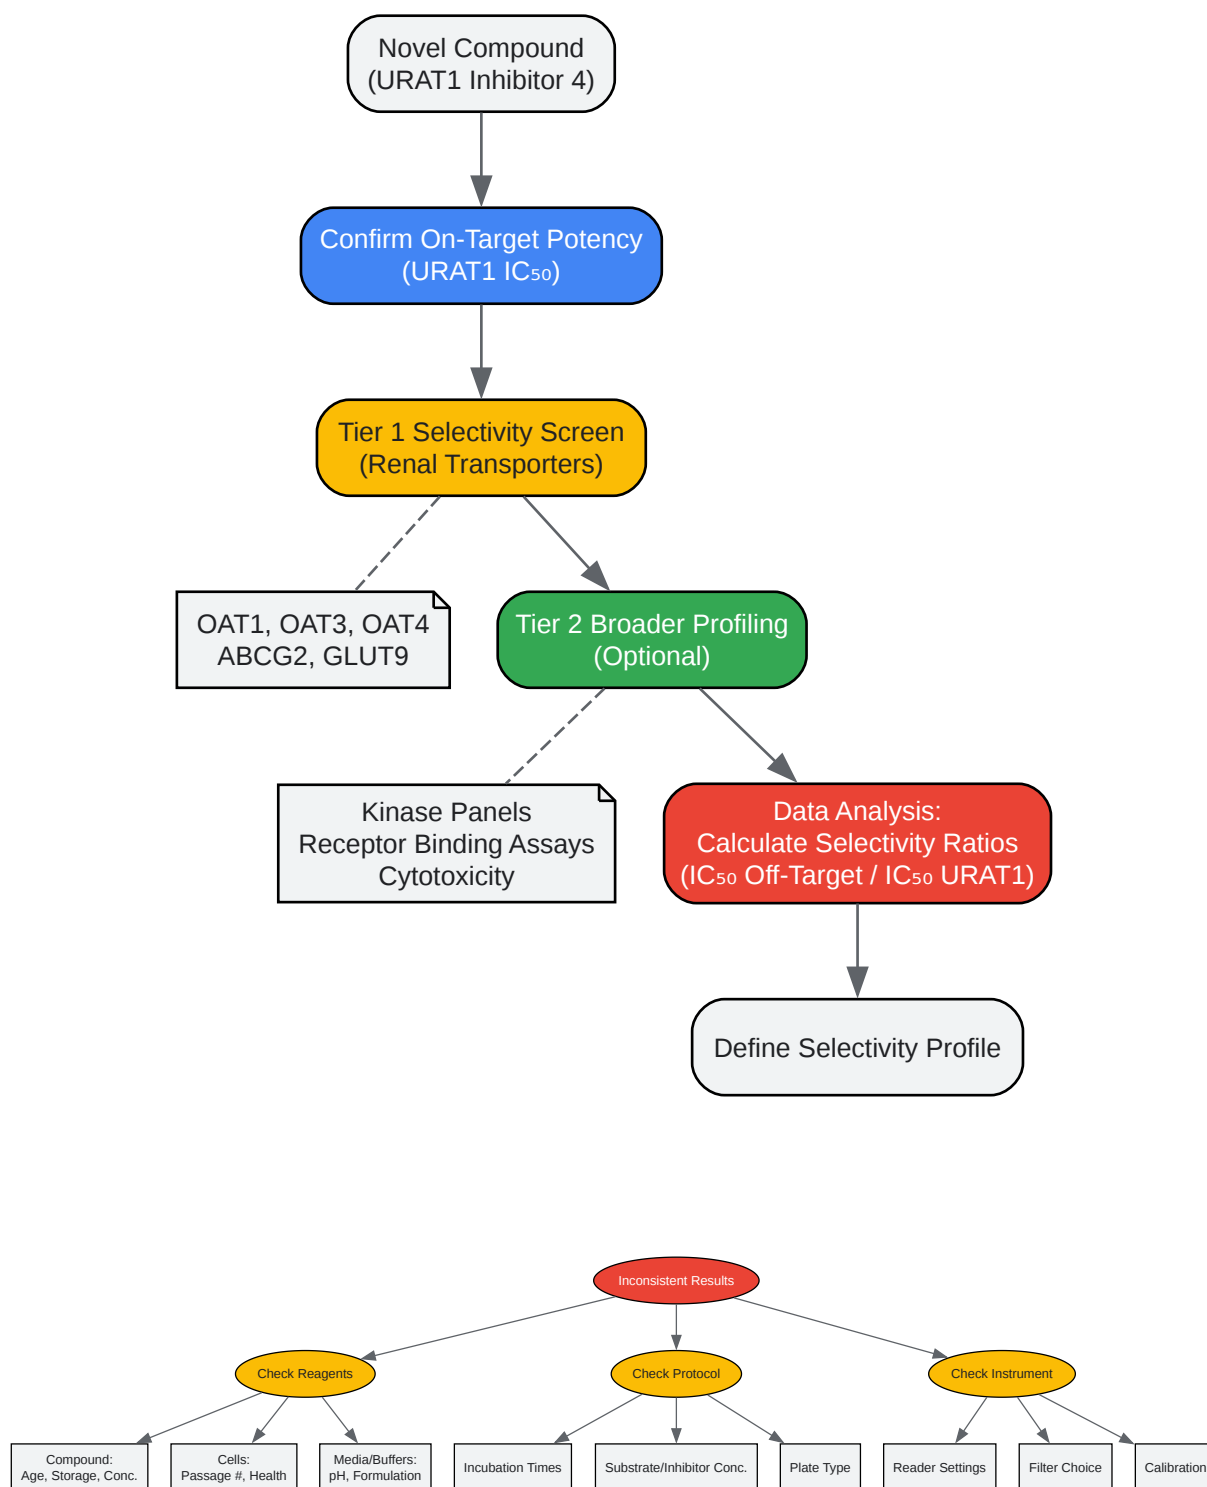 Novel Compound
(URAT1 Inhibitor 4)
Confirm On-Target Potency
(URAT1 IC₅₀)
Tier 1 Selectivity Screen
(Renal Transporters)
OAT1, OAT3, OAT4
ABCG2, GLUT9
Tier 2 Broader Profiling
(Optional)
Kinase Panels
Receptor Binding Assays
Cytotoxicity
Data Analysis:
Calculate Selectivity Ratios
(IC₅₀ Off-Target / IC₅₀ URAT1)
Define Selectivity Profile
Inconsistent Results
Check Reagents
Check Protocol
Check Instrument
Compound:
Age, Storage, Conc.
Cells:
Passage #, Health
Media/Buffers:
pH, Formulation
Incubation Times
Substrate/Inhibitor Conc.
Plate Type
Reader Settings
Filter Choice
Calibration